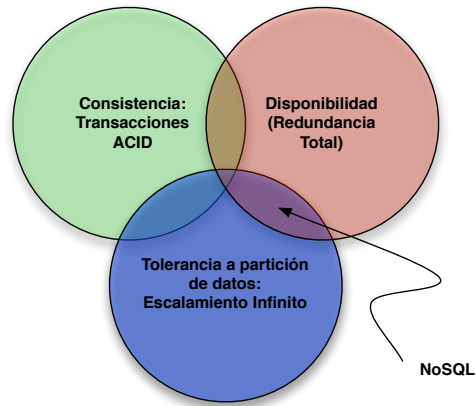 Consistencia:
Transacciones
ACID
Disponibilidad
(Redundancia
Total)
Tolerancia a partición
de datos:
Escalamiento Infinito
NoSQL